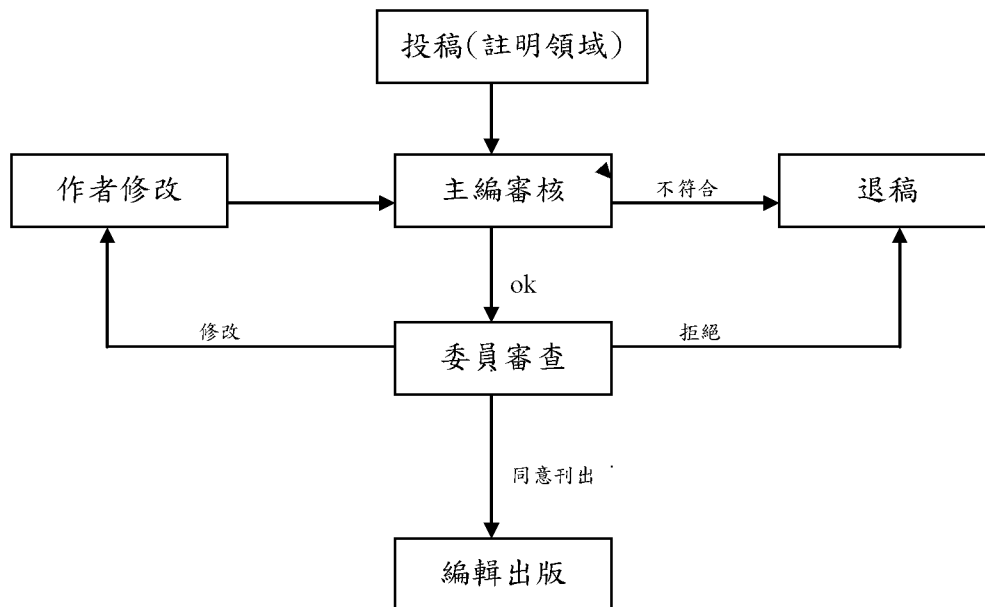 投稿(註明領域)
作者修改
主編審核
不符合
退稿
ok
修改
委員審查
拒絕
同意刊出
編輯出版